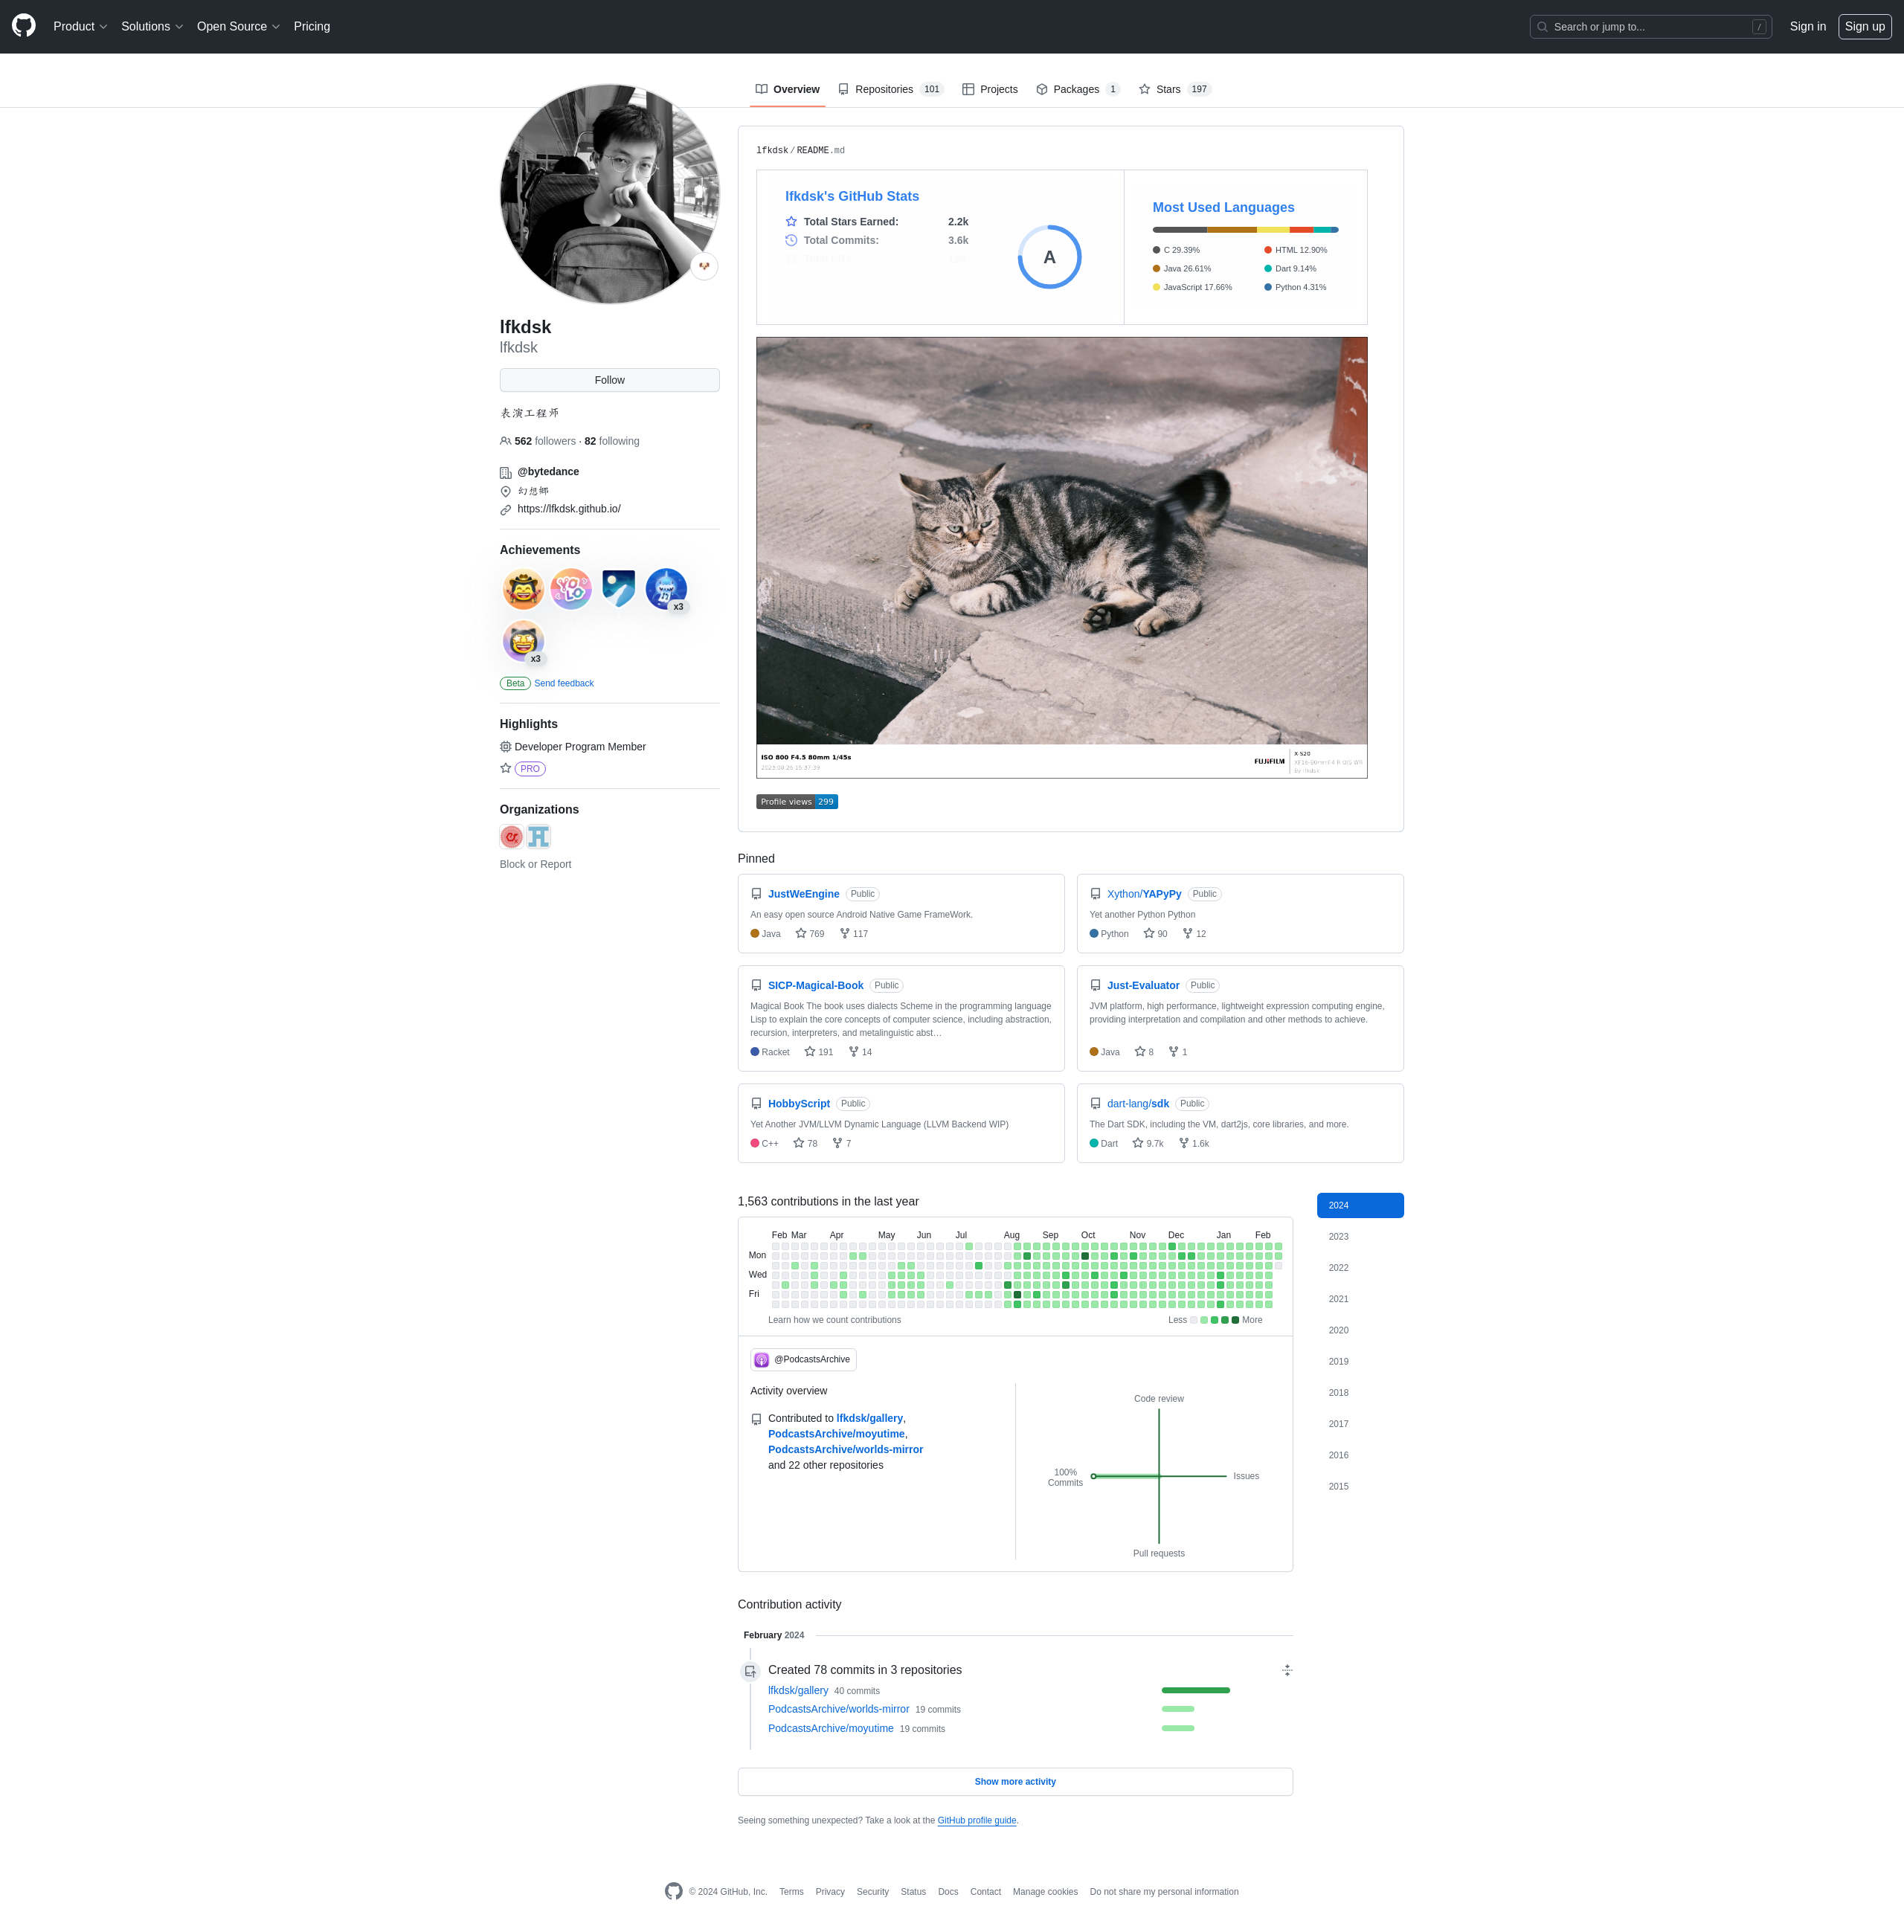 Product Solutions Open Source Pricing Search or jump to... / Sign in Sign up
Overview Repositories 101 Projects Packages 1 Stars 197
lfkdsk
lfkdsk
Follow
表演工程师
562 followers · 82 following
@bytedance
幻想乡
https://lfkdsk.github.io/
Achievements
YOLO
x3
x3
Beta Send feedback
Highlights
Developer Program Member
PRO
Organizations
Block or Report
lfkdsk/README.md
lfkdsk's GitHub Stats
Total Stars Earned: 2.2k
Total Commits: 3.6k
A
Most Used Languages
C 29.39% HTML 12.90%
Java 26.61% Dart 9.14%
JavaScript 17.66% Python 4.31%
ISO 800 F4.5 80mm 1/45s
2023:08:26 15:37:39
FUJIFILM
X-S20
Profile views 299
Pinned
JustWeEngine Public
An easy open source Android Native Game FrameWork.
Java 769 117
Xython/YAPyPy Public
Yet another Python Python
Python 90 12
SICP-Magical-Book Public
Magical Book The book uses dialects Scheme in the programming language
Lisp to explain the core concepts of computer science, including abstraction,
recursion, interpreters, and metalinguistic abst…
Racket 191 14
Just-Evaluator Public
JVM platform, high performance, lightweight expression computing engine,
providing interpretation and compilation and other methods to achieve.
Java 8 1
HobbyScript Public
Yet Another JVM/LLVM Dynamic Language (LLVM Backend WIP)
C++ 78 7
dart-lang/sdk Public
The Dart SDK, including the VM, dart2js, core libraries, and more.
Dart 9.7k 1.6k
1,563 contributions in the last year
Feb Mar Apr May Jun Jul Aug Sep Oct Nov Dec Jan Feb
Mon
Wed
Fri
Learn how we count contributions Less More
@PodcastsArchive
Activity overview
Contributed to lfkdsk/gallery,
PodcastsArchive/moyutime,
PodcastsArchive/worlds-mirror
and 22 other repositories
Code review
100%
Commits
Issues
Pull requests
2024
2023
2022
2021
2020
2019
2018
2017
2016
2015
Contribution activity
February 2024
Created 78 commits in 3 repositories
lfkdsk/gallery 40 commits
PodcastsArchive/worlds-mirror 19 commits
PodcastsArchive/moyutime 19 commits
Show more activity
Seeing something unexpected? Take a look at the GitHub profile guide.
© 2024 GitHub, Inc. Terms Privacy Security Status Docs Contact Manage cookies Do not share my personal information